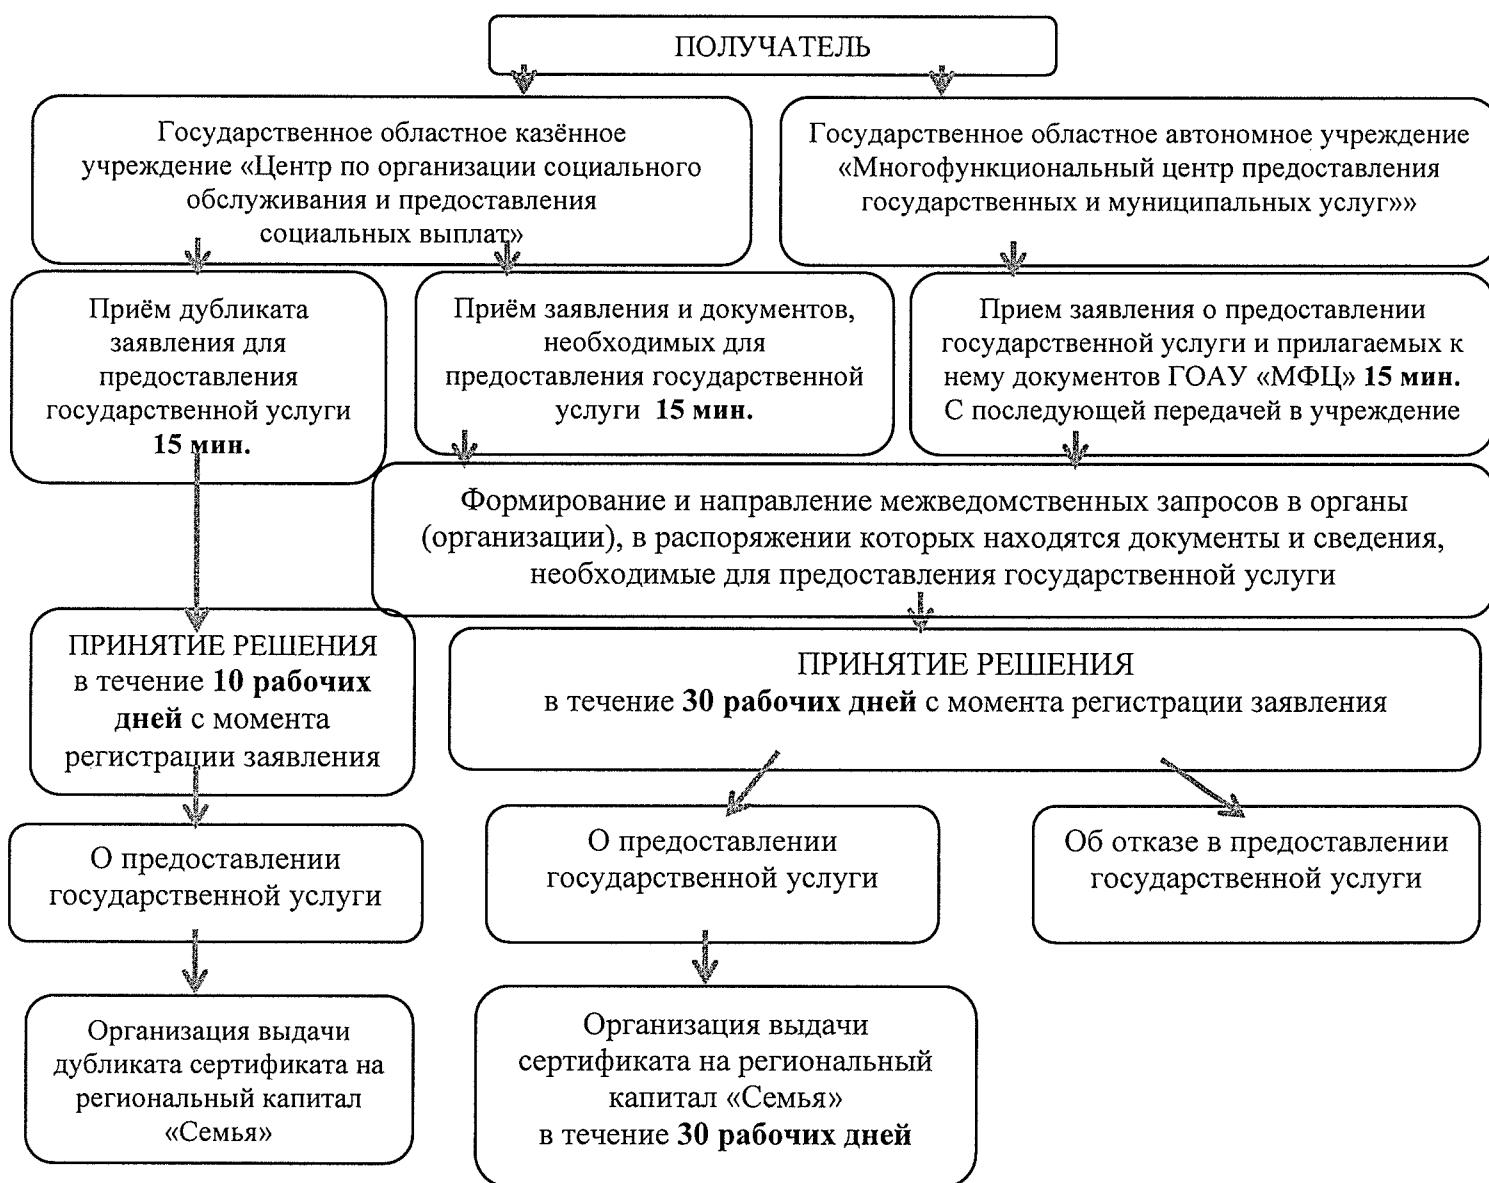 ПОЛУЧАТЕЛЬ
Государственное областное казённое
учреждение «Центр по организации социального
обслуживания и предоставления
социальных выплат»
Государственное областное автономное учреждение
«Многофункциональный центр предоставления
государственных и муниципальных услуг»»
Приём дубликата
заявления для
предоставления
государственной услуги
15 мин.
Приём заявления и документов,
необходимых для
предоставления государственной
услуги 15 мин.
Прием заявления о предоставлении
государственной услуги и прилагаемых к
нему документов ГОАУ «МФЦ» 15 мин.
С последующей передачей в учреждение
Формирование и направление межведомственных запросов в органы
(организации), в распоряжении которых находятся документы и сведения,
необходимые для предоставления государственной услуги
ПРИНЯТИЕ РЕШЕНИЯ
в течение 10 рабочих
дней с момента
регистрации заявления
ПРИНЯТИЕ РЕШЕНИЯ
в течение 30 рабочих дней с момента регистрации заявления
О предоставлении
государственной услуги
О предоставлении
государственной услуги
Об отказе в предоставлении
государственной услуги
Организация выдачи
дубликата сертификата на
региональный капитал
«Семья»
Организация выдачи
сертификата на региональный
капитал «Семья»
в течение 30 рабочих дней